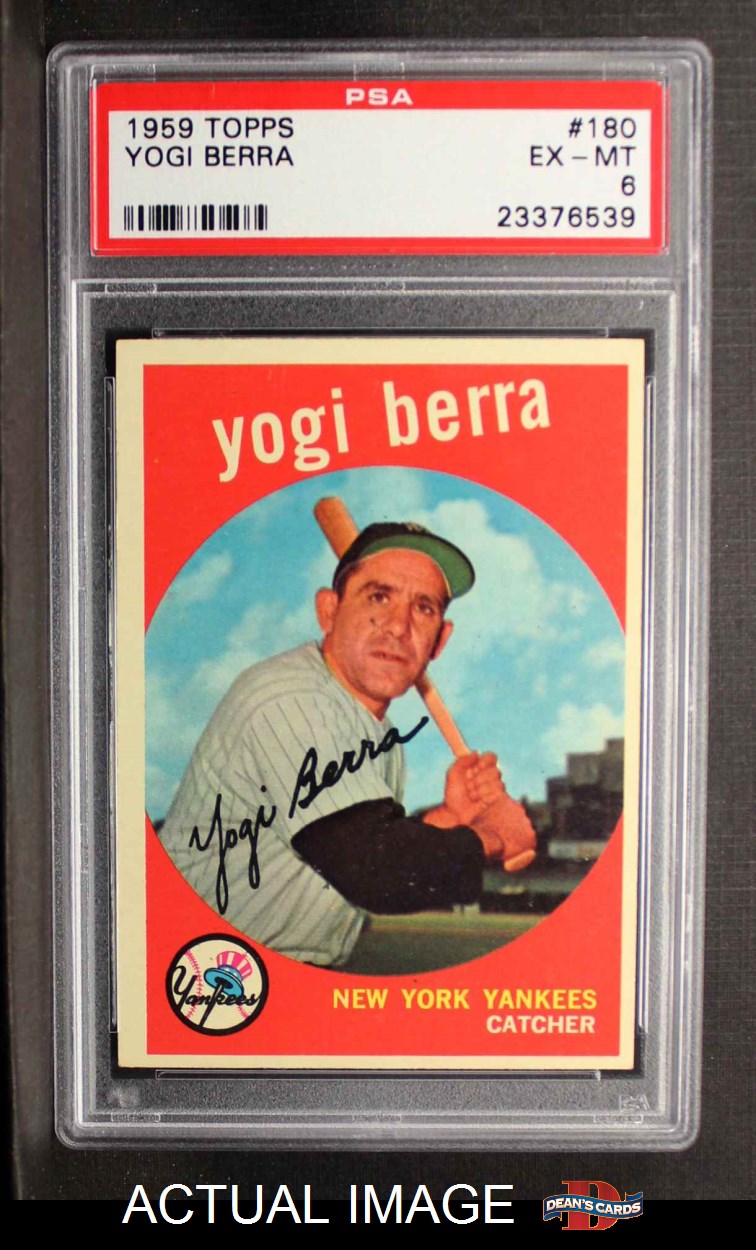 PSA
1959 TOPPS #180
YOGI BERRA EX - MT
6
23376539
yogi berra
Yogi Berra
Yankees
NEW YORK YANKEES
CATCHER
ACTUAL IMAGE
DEAN'S CARDS